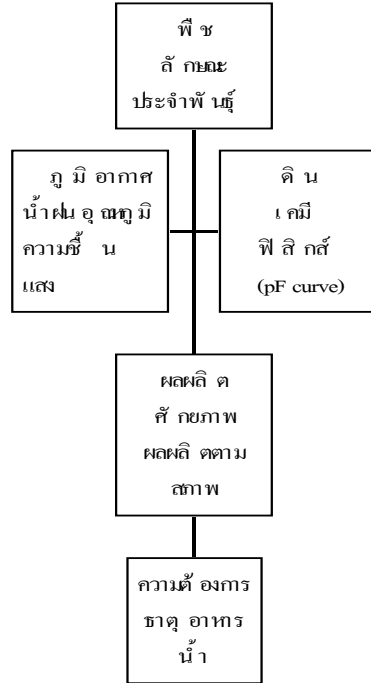 พืช
ลักษณะ
ประจำพันธุ์
ภูมิอากาศ
น้ำฝน อุณหภูมิ
ความชื้น
แสง
ดิน
เคมี
ฟิสิกส์
(pF curve)
ผลผลิต
ศักยภาพ
ผลผลิตตาม
สภาพ
ความต้องการ
ธาตุอาหาร
น้ำ